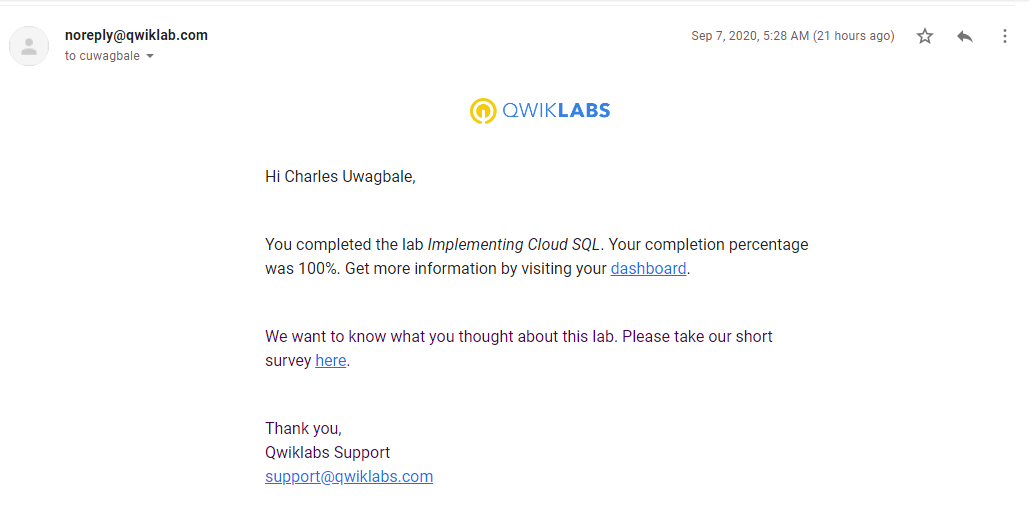 noreply@qwiklab.com
Sep 7, 2020, 5:28 AM (21 hours ago)
to cuwagbale
QWIKLABS
Hi Charles Uwagbale,
You completed the lab Implementing Cloud SQL. Your completion percentage
was 100%. Get more information by visiting your dashboard.
We want to know what you thought about this lab. Please take our short
survey here.
Thank you,
Qwiklabs Support
support@qwiklabs.com